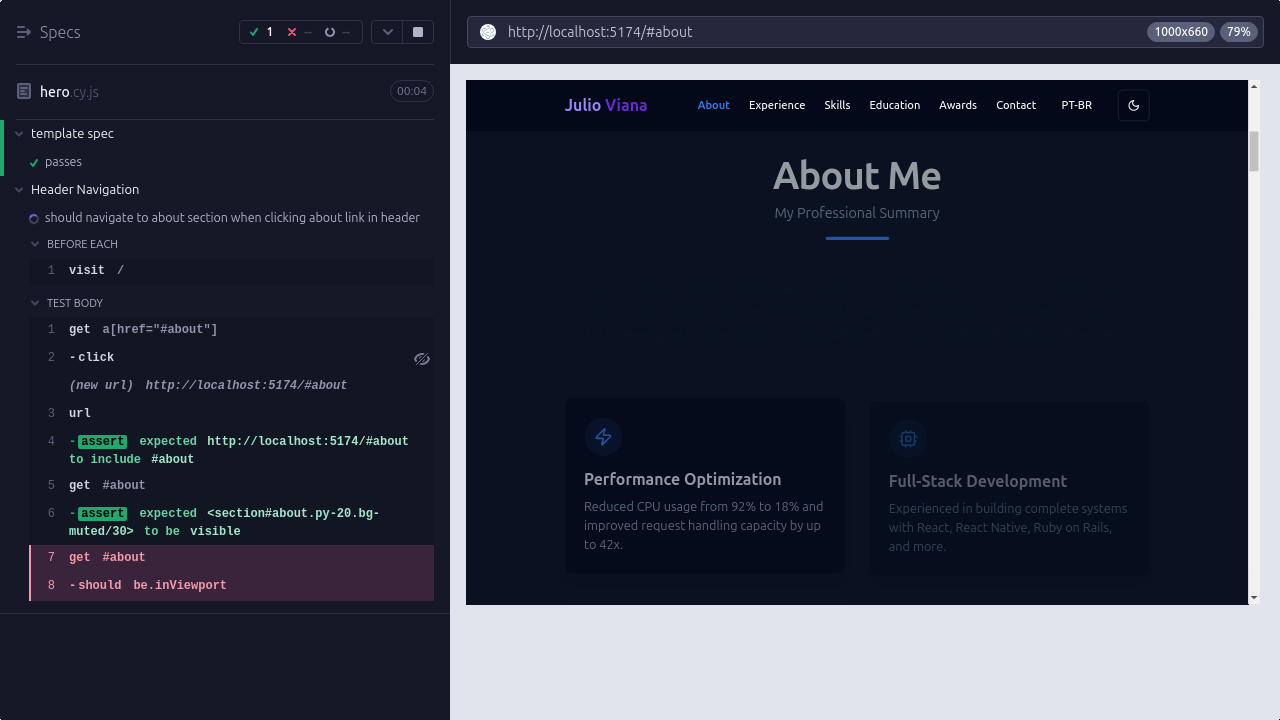 Specs
1
--
--
hero.cy.js
00:04
template spec
passes
Header Navigation
should navigate to about section when clicking about link in header
BEFORE EACH
1 visit /
TEST BODY
1 get a[href="#about"]
2 -click
(new url) http://localhost:5174/#about
3 url
4 -assert expected http://localhost:5174/#about
to include #about
5 get #about
6 -assert expected <section#about.py-20.bg-
muted/30> to be visible
7 get #about
8 -should be.inViewport
http://localhost:5174/#about
1000x660
79%
Julio Viana
About
Experience
Skills
Education
Awards
Contact
PT-BR
About Me
My Professional Summary
Performance Optimization
Reduced CPU usage from 92% to 18% and
improved request handling capacity by up
to 42x.
Full-Stack Development
Experienced in building complete systems
with React, React Native, Ruby on Rails,
and more.